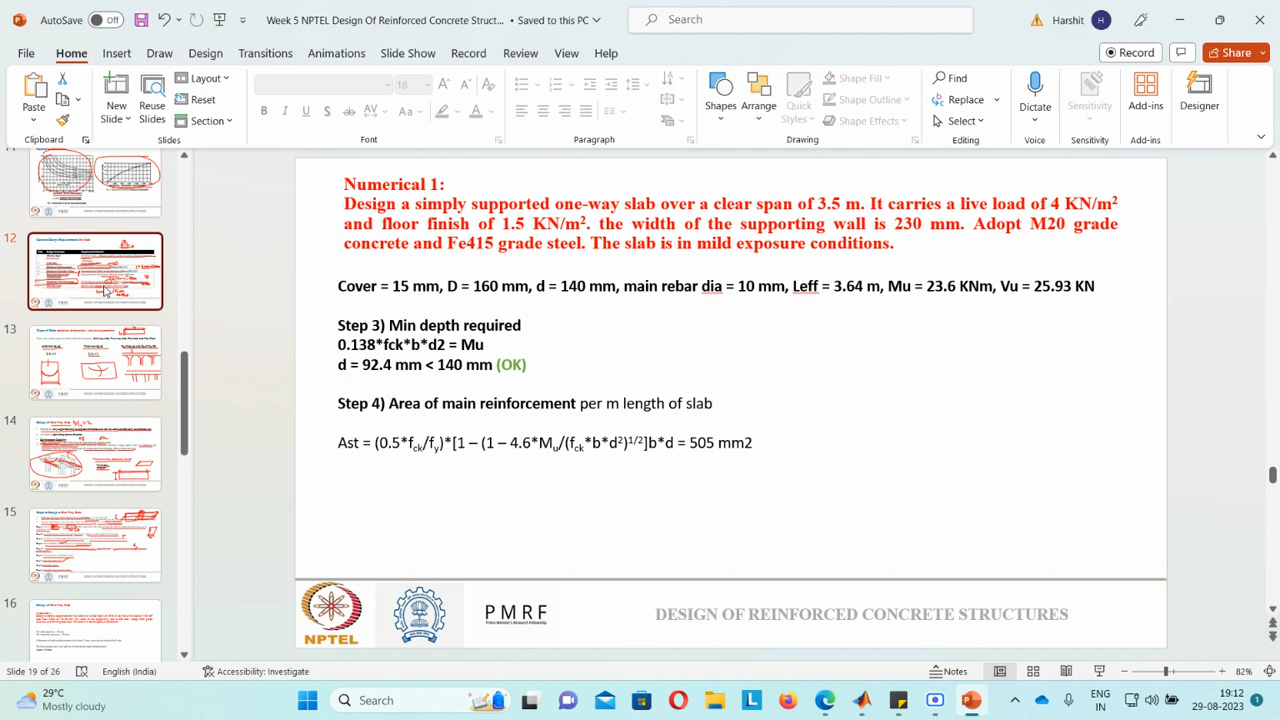 AutoSave Off Week 5 NPTEL Design Of Reinforced Concrete Struct... • Saved to this PC Search Harshit H
File Home Insert Draw Design Transitions Animations Slide Show Record Review View Help Record Share
Paste New Slide Reuse Slides Layout Reset Section 18 Shapes Arrange Quick Styles Shape Fill Shape Outline Shape Effects Find Replace Select Dictate Sensitivity Add-ins Designer
Clipboard Slides Font Paragraph Drawing Editing Voice Sensitivity Add-ins
12
13
14
15
16
Numerical 1:
Design a simply supported one-way slab over a clear span of 3.5 m. It carries a live load of 4 KN/m²
and floor finish of 1.5 KN/m². the width of the supporting wall is 230 mm. Adopt M20 grade
concrete and Fe415 grade steel. The slab is in mild exposure conditions.
Cover = 15 mm, D = 160 mm, d = 140 mm, main rebar dia = 10 mm, Leff = 3.64 m, Mu = 23.6 KNm, Vu = 25.93 KN
Step 3) Min depth required
0.138*fck*b*d2 = Mu
d = 92.4 mm < 140 mm (OK)
Step 4) Area of main reinforcement per m length of slab
Ast = (0.5*fck/fy)*[1 – (1 – 4.6*Mu/(fck*b*d²)^1/2]b*d = 505 mm2
NPTEL PMRF DESIGN OF REINFORCED CONCRETE STRUCTURES
Prime Minister's Research Fellowship
Slide 19 of 26 English (India) Accessibility: Investigate Notes 82%
29°C
Mostly cloudy
Search
ENG
IN
19:12
29-08-2023